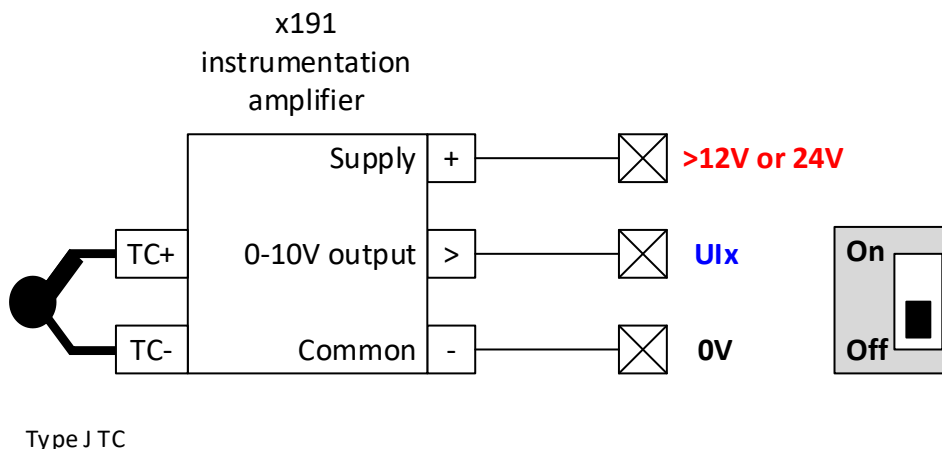 x191
instrumentation
amplifier
Supply + >12V or 24V
TC+ 0-10V output > UIx On
TC- Common - 0V Off
Type J TC